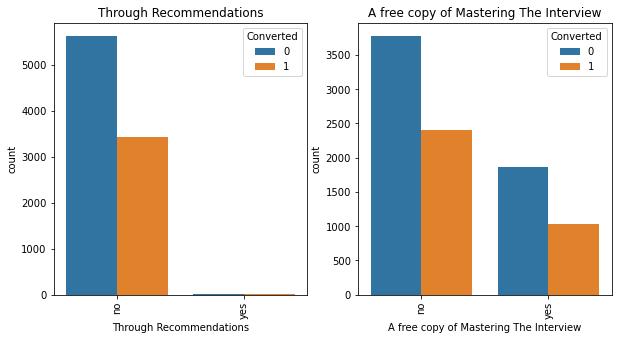 Through Recommendations
Converted
0
1
5000
4000
3000
2000
1000
0
count
no
yes
Through Recommendations
A free copy of Mastering The Interview
Converted
0
1
3500
3000
2500
2000
1500
1000
500
0
count
no
yes
A free copy of Mastering The Interview